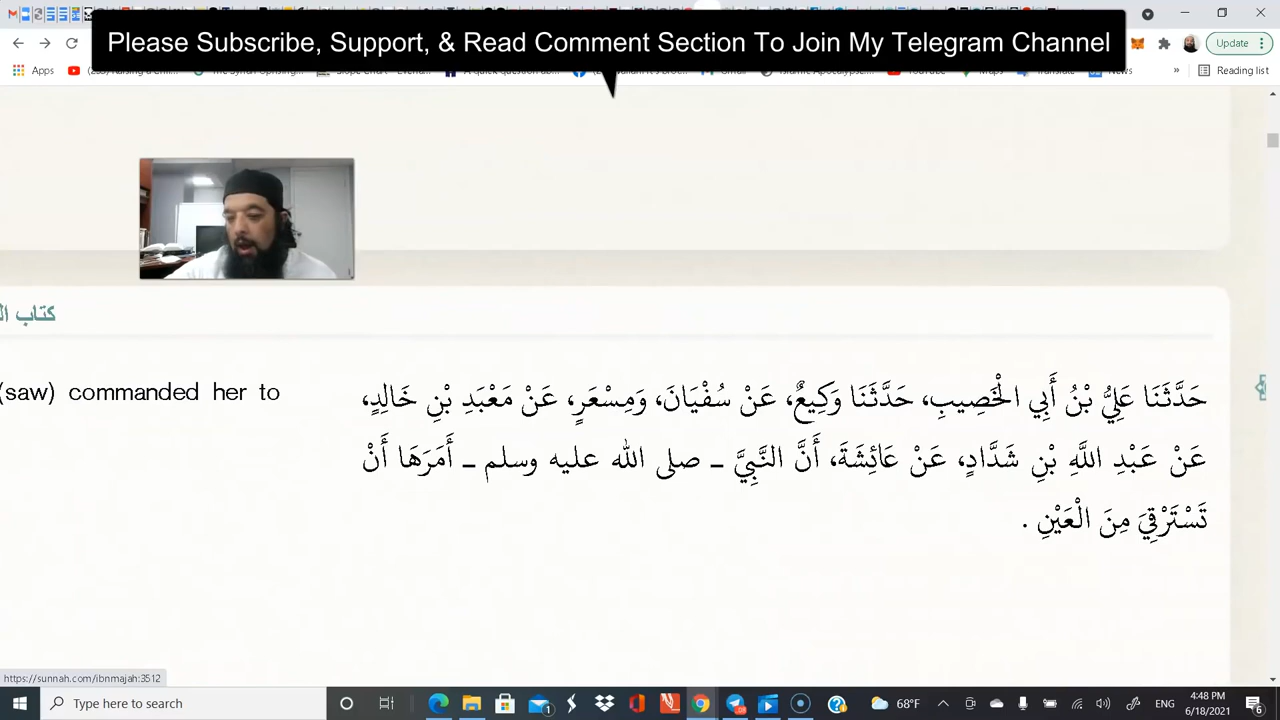 Please Subscribe, Support, & Read Comment Section To Join My Telegram Channel
Update
Apps
Reading list
كتاب ال
(saw) commanded her to
حَدَّثَنَا عَلِيُّ بْنُ أَبِي الْخَصِيبِ، حَدَّثَنَا وَكِيعٌ، عَنْ سُفْيَانَ، وَمِسْعَرٍ، عَنْ مَعْبَدِ بْنِ خَالِدٍ،
عَنْ عَبْدِ اللَّهِ بْنِ شَدَّادٍ، عَنْ عَائِشَةَ، أَنَّ النَّبِيَّ ـ صلى الله عليه وسلم ـ أَمَرَهَا أَنْ
تَسْتَرْقِيَ مِنَ الْعَيْنِ .
https://sunnah.com/ibnmajah:3512
Type here to search
68°F
ENG
4:48 PM
6/18/2021